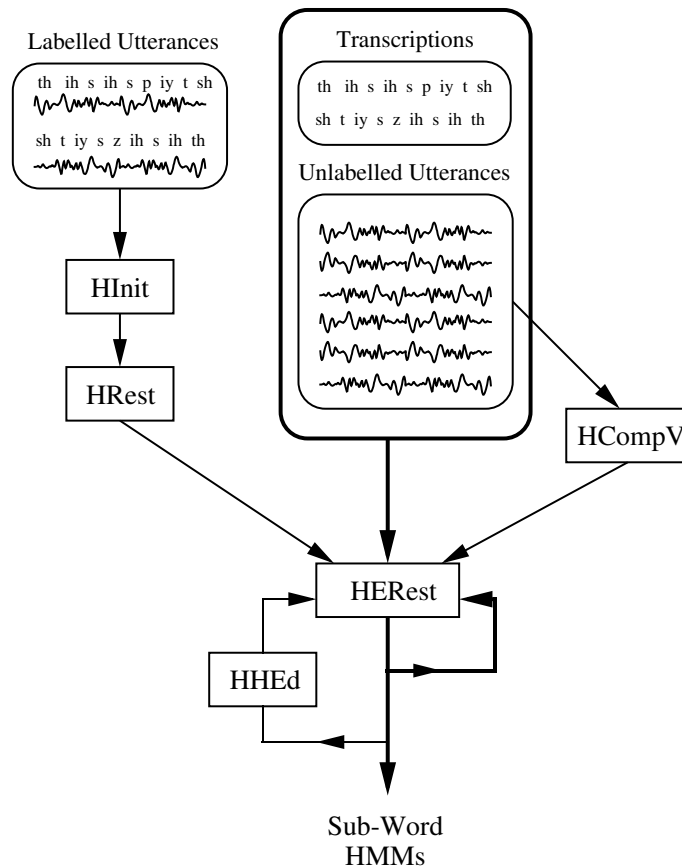 Labelled Utterances
th ih s ih s p iy t sh
sh t iy s z ih s ih th
Transcriptions
th ih s ih s p iy t sh
sh t iy s z ih s ih th
Unlabelled Utterances
HInit
HRest
HCompV
HERest
HHEd
Sub-Word
HMMs